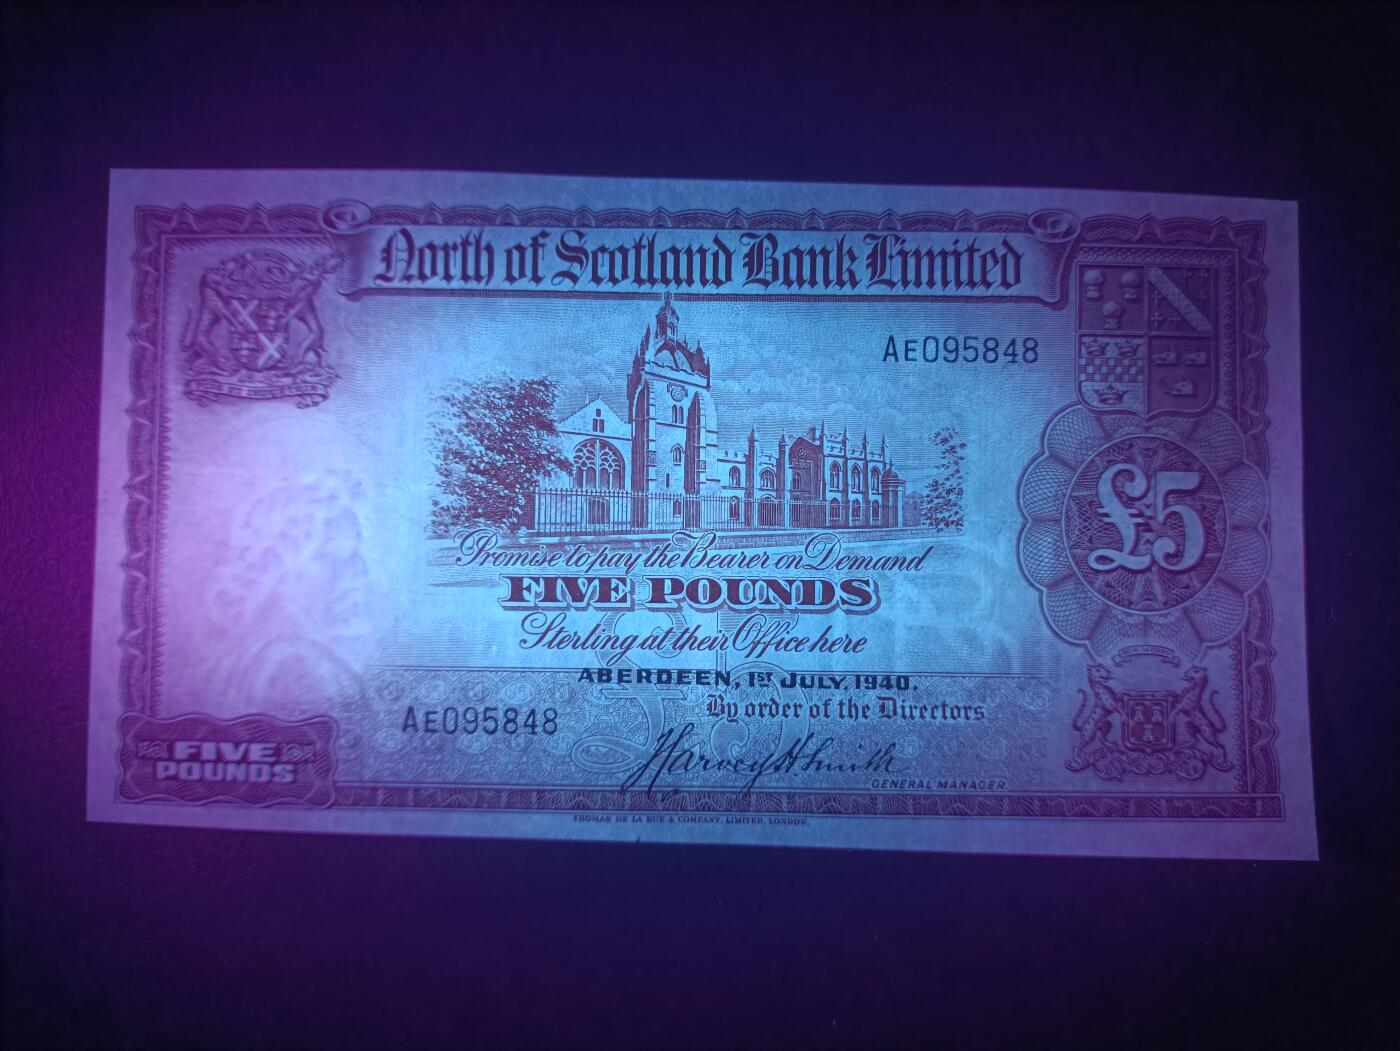 North of Scotland Bank Limited
AE095848
£5
Promise to pay the Bearer on Demand
FIVE POUNDS
Sterling at their Office here
ABERDEEN, 1ST JULY, 1940.
By order of the Directors
AE095848
Harvey H. Smith
GENERAL MANAGER
FIVE
POUNDS
BON ACCORD
THOMAS DE LA RUE & COMPANY, LIMITED, LONDON.